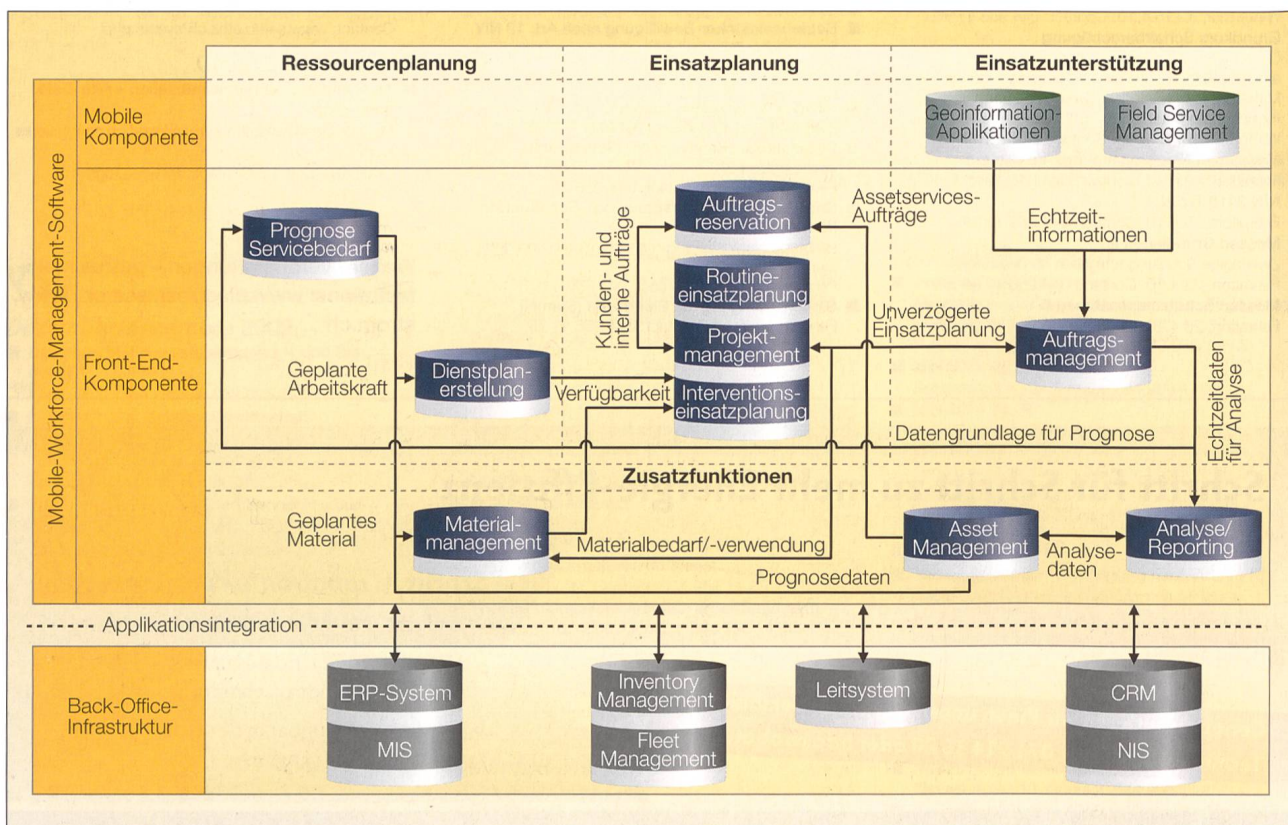 Ressourcenplanung
Einsatzplanung
Einsatzunterstützung
Mobile-Workforce-Management-Software
Mobile
Komponente
Geoinformation-
Applikationen
Field Service
Management
Front-End-
Komponente
Prognose
Servicebedarf
Kunden- und
interne Aufträge
Auftrags-
reservation
Assetservices-
Aufträge
Echtzeit-
informationen
Routine-
einsatzplanung
Projekt-
management
Interventions-
einsatzplanung
Unverzögerte
Einsatzplanung
Auftrags-
management
Geplante
Arbeitskraft
Dienstplan-
erstellung
Verfügbarkeit
Echtzeitdaten
für Analyse
Datengrundlage für Prognose
Zusatzfunktionen
Geplantes
Material
Material-
management
Materialbedarf/-verwendung
Prognosedaten
Asset
Management
Analyse-
daten
Analyse/
Reporting
Applikationsintegration
Back-Office-
Infrastruktur
ERP-System
MIS
Inventory
Management
Fleet
Management
Leitsystem
CRM
NIS